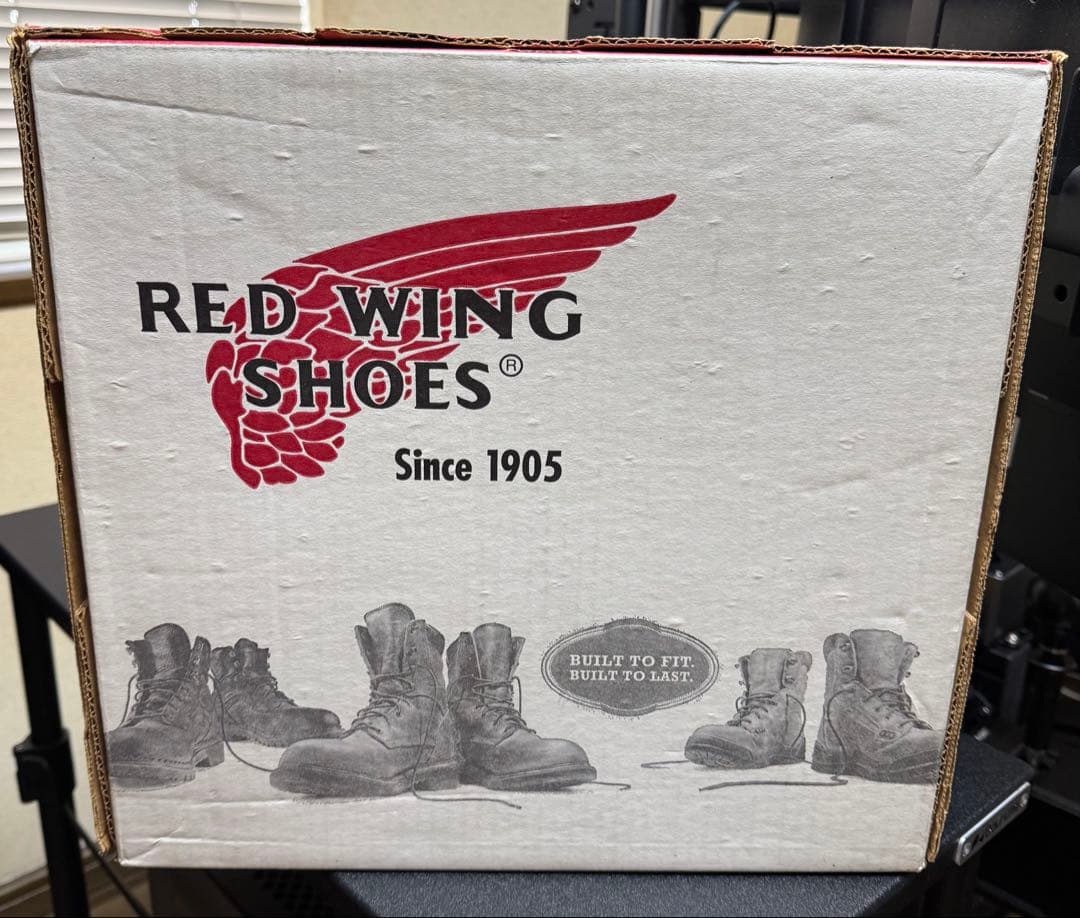 RED WING
SHOES®
Since 1905
BUILT TO FIT.
BUILT TO LAST.